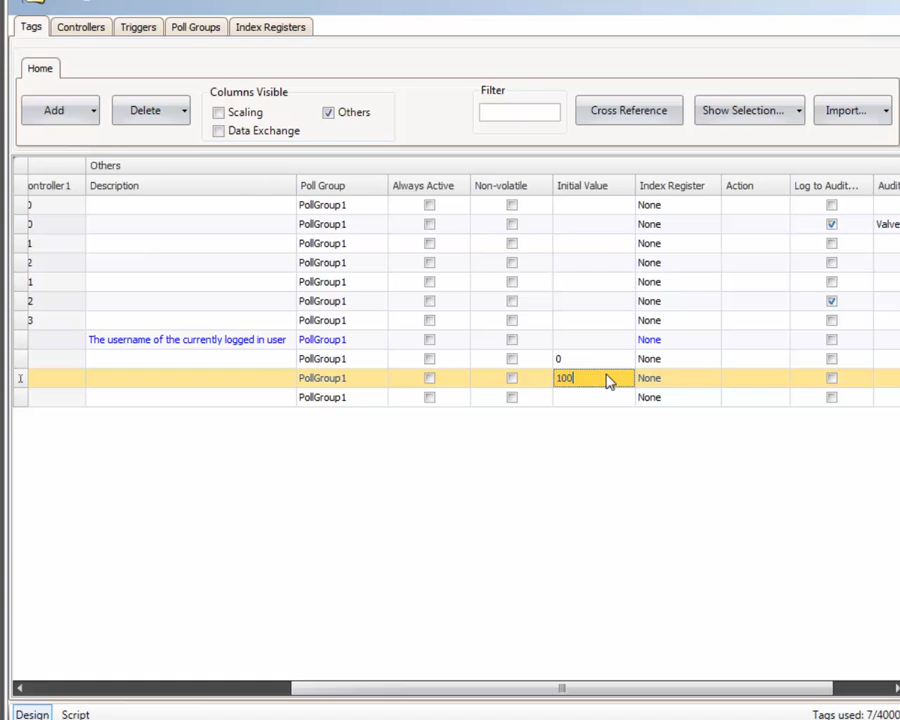 Tags Controllers Triggers Poll Groups Index Registers
Home
Columns Visible Filter
Add Delete Scaling Others Cross Reference Show Selection... Import...
Data Exchange
Others
ontroller1 Description Poll Group Always Active Non-volatile Initial Value Index Register Action Log to Audit... Audit
0 PollGroup1 None
0 PollGroup1 None Valve
1 PollGroup1 None
2 PollGroup1 None
1 PollGroup1 None
2 PollGroup1 None
3 PollGroup1 None
The username of the currently logged in user PollGroup1 None
PollGroup1 0 None
PollGroup1 100 None
PollGroup1 None
Design Script Tags used: 7/4000